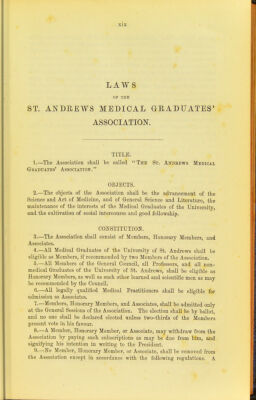 xix
LAWS
OF THE
ST. ANDREWS MEDICAL GRADUATES'
ASSOCIATION.
TITLE.
1.—The Association shall be called "THE ST. ANDREWS MEDICAL
GRADUATES' ASSOCIATION."
OBJECTS.
2.—The objects of the Association shall be the advancement of the
Science and Art of Medicine, and of General Science and Literature, the
maintenance of the interests of the Medical Graduates of the University,
and the cultivation of social intercourse and good fellowship.
CONSTITUTION.
3.—The Association shall consist of Members, Honorary Members, and
Associates.
4.—All Medical Graduates of the University of St. Andrews shall be
eligible as Members, if recommended by two Members of the Association.
5.—All Members of the General Council, all Professors, and all non-
medical Graduates of the University of St. Andrews, shall be eligible as
Honorary Members, as well as such other learned and scientific men as may
be recommended by the Council.
6.—All legally qualified Medical Practitioners shall be eligible for
admission as Associates.
7.—Members, Honorary Members, and Associates, shall be admitted only
at the General Sessions of the Association. The election shall be by ballot,
and no one shall be declared elected unless two-thirds of the Members
present vote in his favour.
8.—A Member, Honorary Member, or Associate, may withdraw from the
Association by paying such subscriptions as may be due from him, and
signifying his intention in writing to the President.
9.—No Member, Honorary Member, or Associate, shall be removed from
the Association except in accordance with the following regulations. A